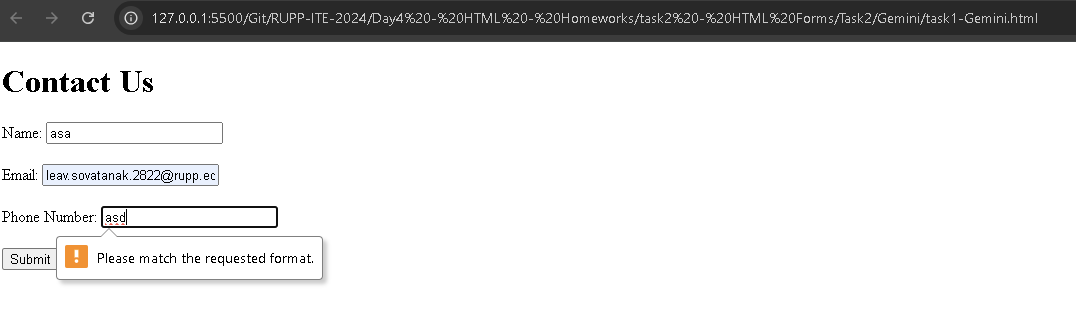 127.0.0.1:5500/Git/RUPP-ITE-2024/Day4%20-%20HTML%20-%20Homeworks/task2%20-%20HTML%20Forms/Task2/Gemini/task1-Gemini.html
Contact Us
Name: asa
Email: leav.sovatanak.2822@rupp.ec
Phone Number: asd
Submit
Please match the requested format.